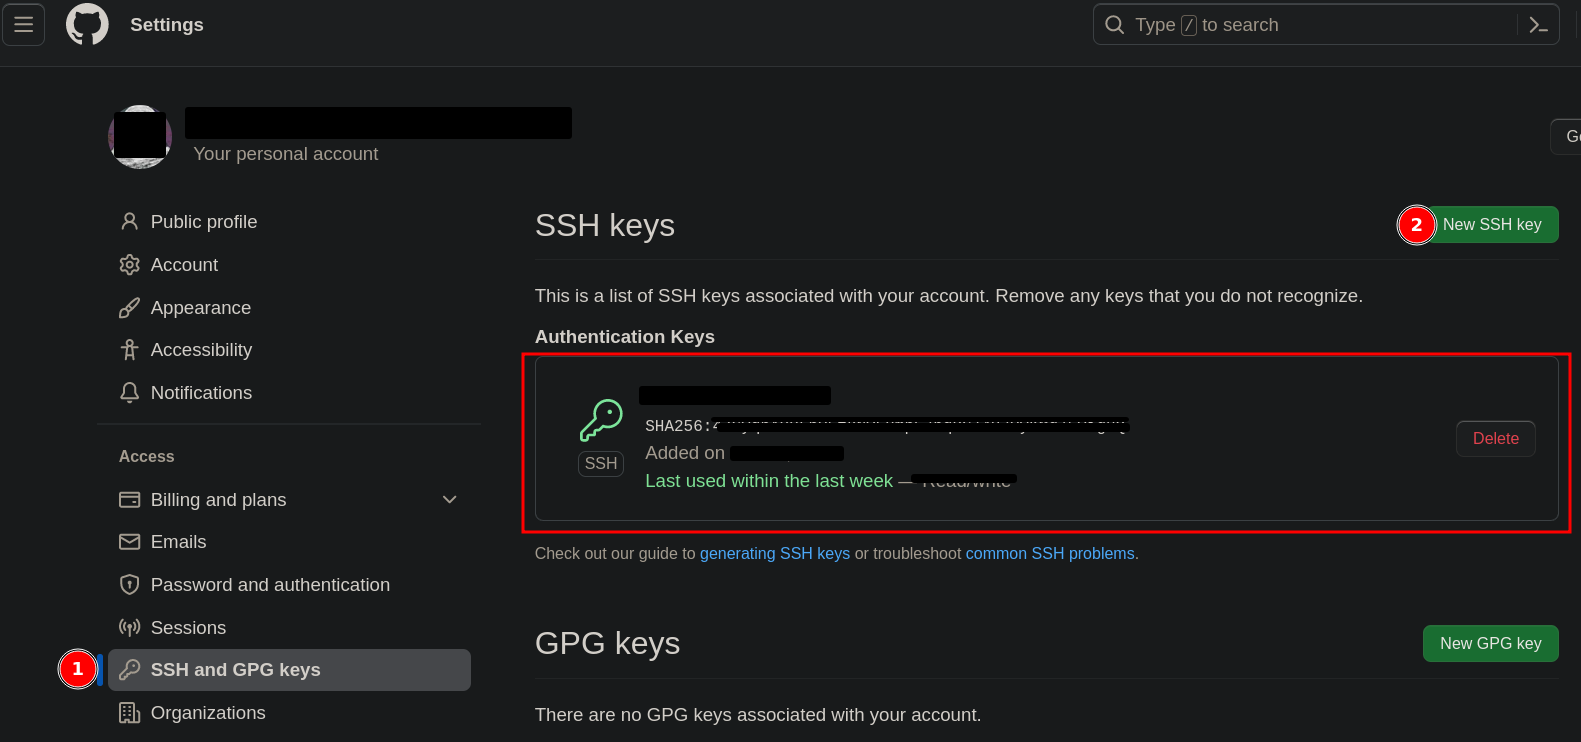 Settings
Type / to search
Your personal account
Public profile
Account
Appearance
Accessibility
Notifications
Access
Billing and plans
Emails
Password and authentication
Sessions
1 SSH and GPG keys
Organizations
SSH keys
2 New SSH key
This is a list of SSH keys associated with your account. Remove any keys that you do not recognize.
Authentication Keys
SSH
SHA256:
Added on
Last used within the last week — Read/write
Delete
Check out our guide to generating SSH keys or troubleshoot common SSH problems.
GPG keys
New GPG key
There are no GPG keys associated with your account.